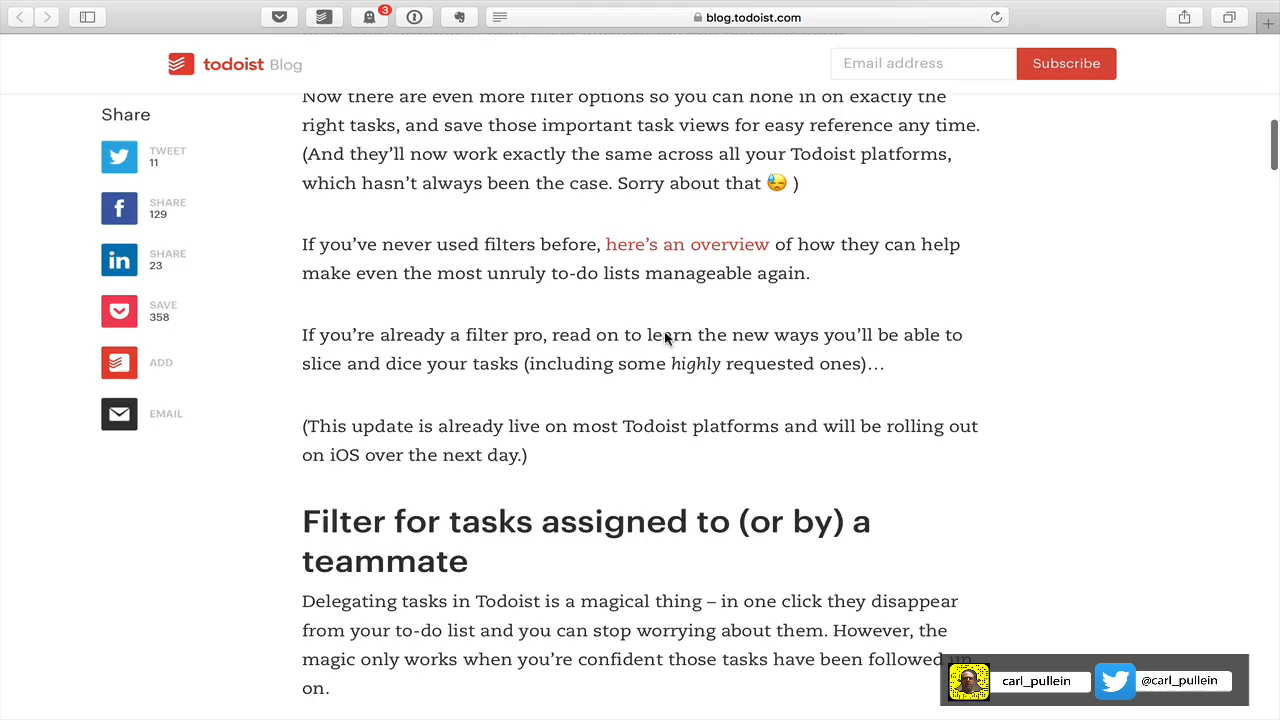 3
blog.todoist.com
todoist Blog
Email address
Subscribe
Share
TWEET
11
SHARE
129
SHARE
23
SAVE
358
ADD
EMAIL
Now there are even more filter options so you can hone in on exactly the
right tasks, and save those important task views for easy reference any time.
(And they’ll now work exactly the same across all your Todoist platforms,
which hasn’t always been the case. Sorry about that 😓 )
If you’ve never used filters before, here’s an overview of how they can help
make even the most unruly to-do lists manageable again.
If you’re already a filter pro, read on to learn the new ways you’ll be able to
slice and dice your tasks (including some highly requested ones)…
(This update is already live on most Todoist platforms and will be rolling out
on iOS over the next day.)
Filter for tasks assigned to (or by) a
teammate
Delegating tasks in Todoist is a magical thing – in one click they disappear
from your to-do list and you can stop worrying about them. However, the
magic only works when you’re confident those tasks have been followed up
on.
carl_pullein
@carl_pullein